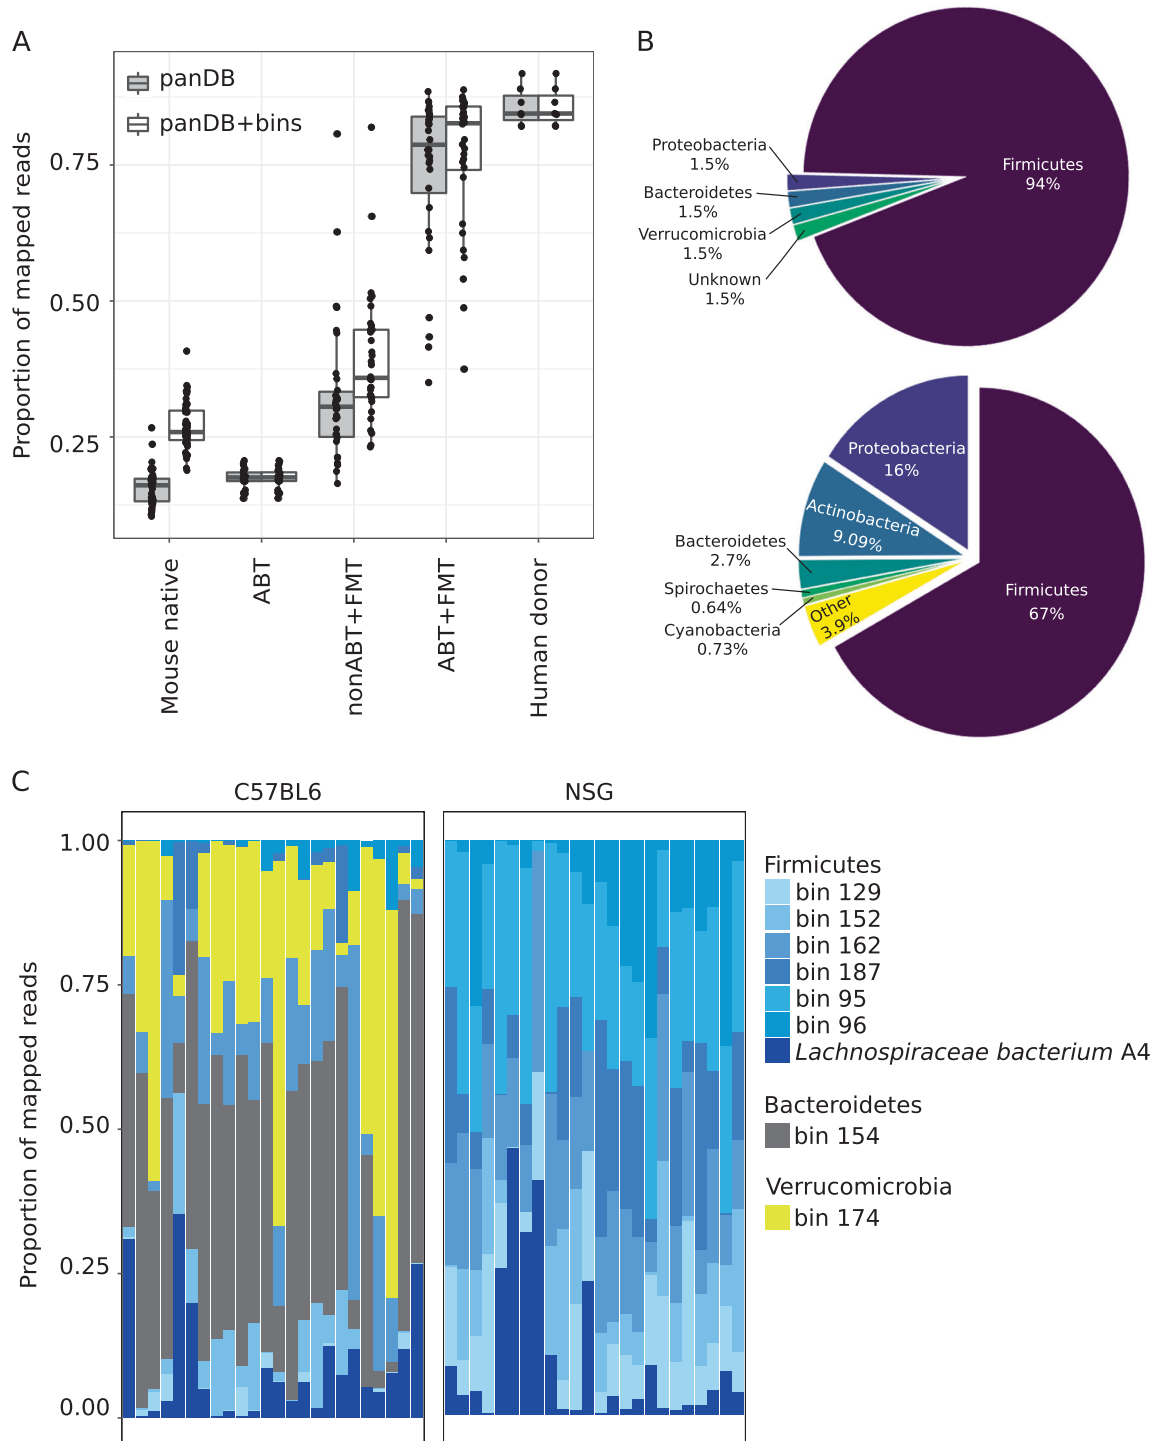 A
panDB
panDB+bins
Proportion of mapped reads
0.75
0.50
0.25
Mouse native
ABT
nonABT+FMT
ABT+FMT
Human donor
B
Proteobacteria
1.5%
Bacteroidetes
1.5%
Verrucomicrobia
1.5%
Unknown
1.5%
Firmicutes
94%
Proteobacteria
16%
Actinobacteria
9.09%
Bacteroidetes
2.7%
Spirochaetes
0.64%
Cyanobacteria
0.73%
Other
3.9%
Firmicutes
67%
C
C57BL6
NSG
Proportion of mapped reads
1.00
0.75
0.50
0.25
0.00
Firmicutes
bin 129
bin 152
bin 162
bin 187
bin 95
bin 96
Lachnospiraceae bacterium A4
Bacteroidetes
bin 154
Verrucomicrobia
bin 174